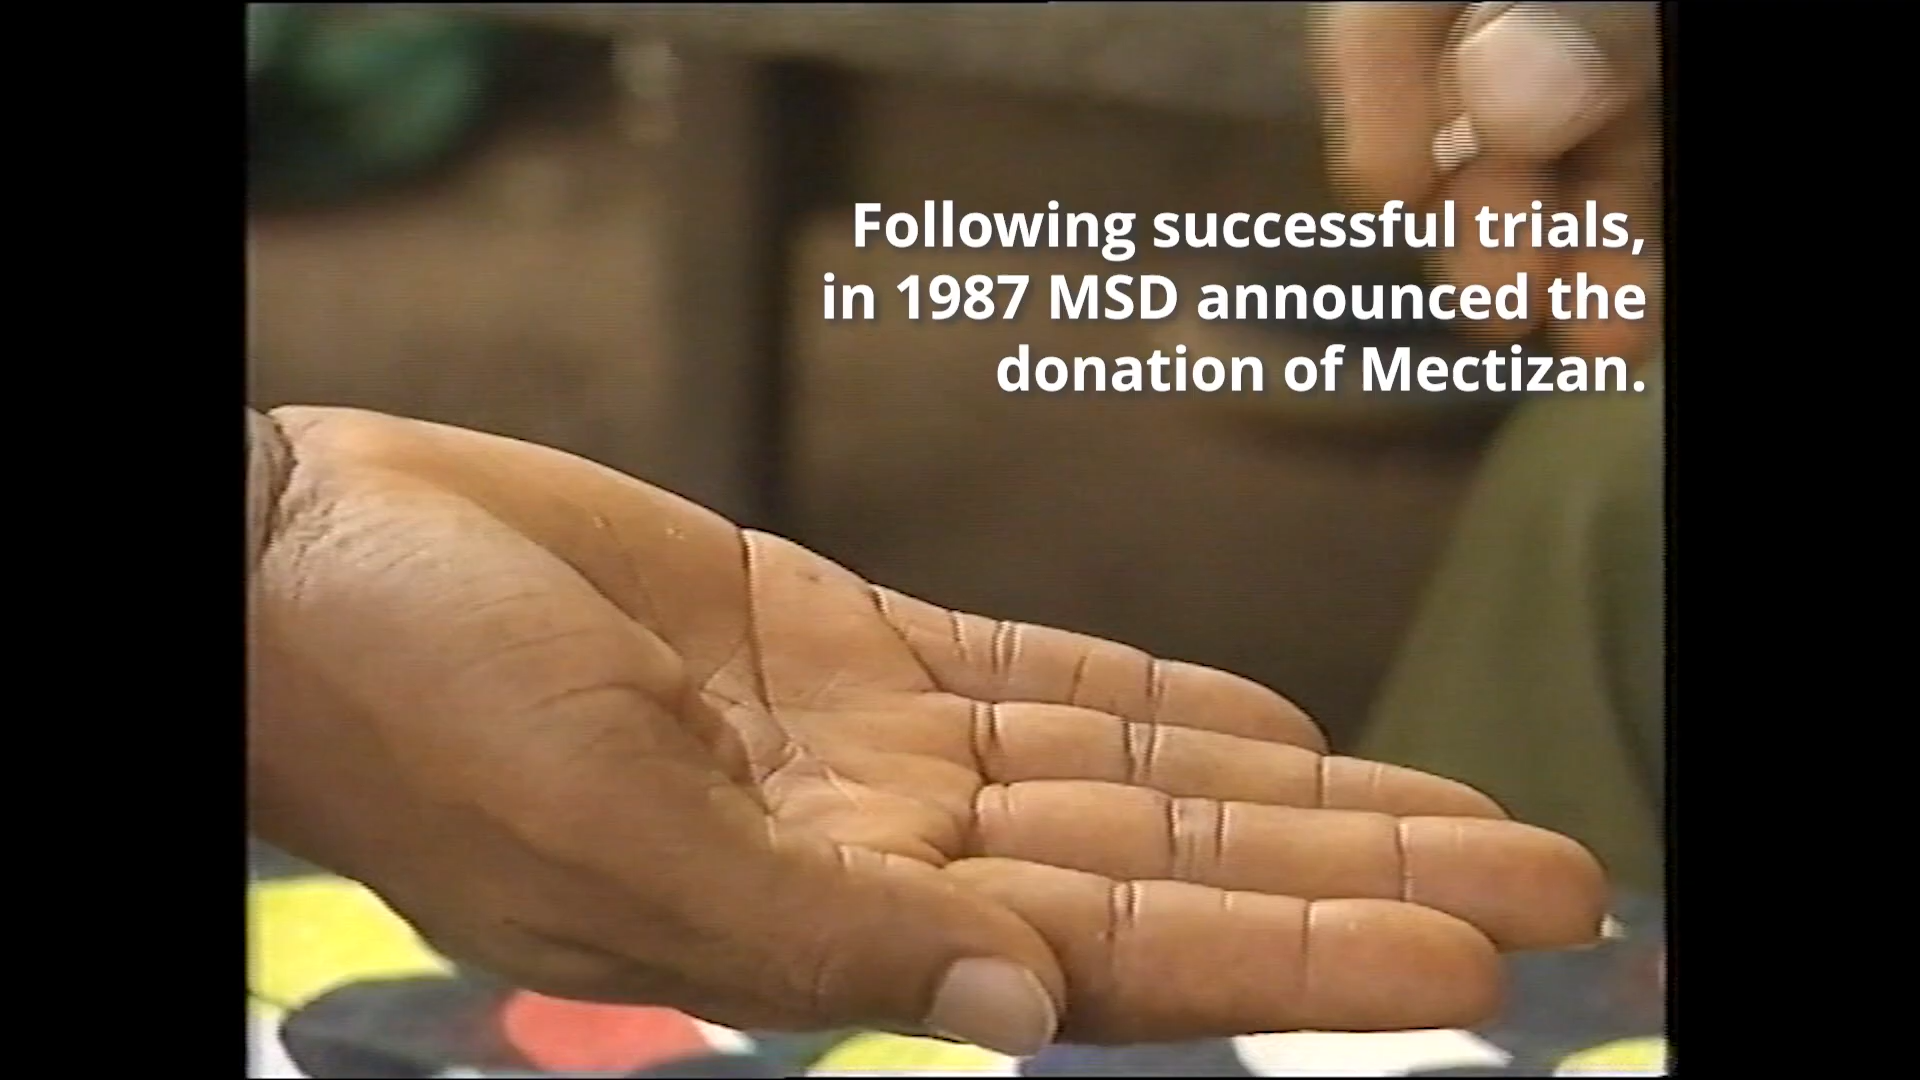 Following successful trials,
in 1987 MSD announced the
donation of Mectizan.